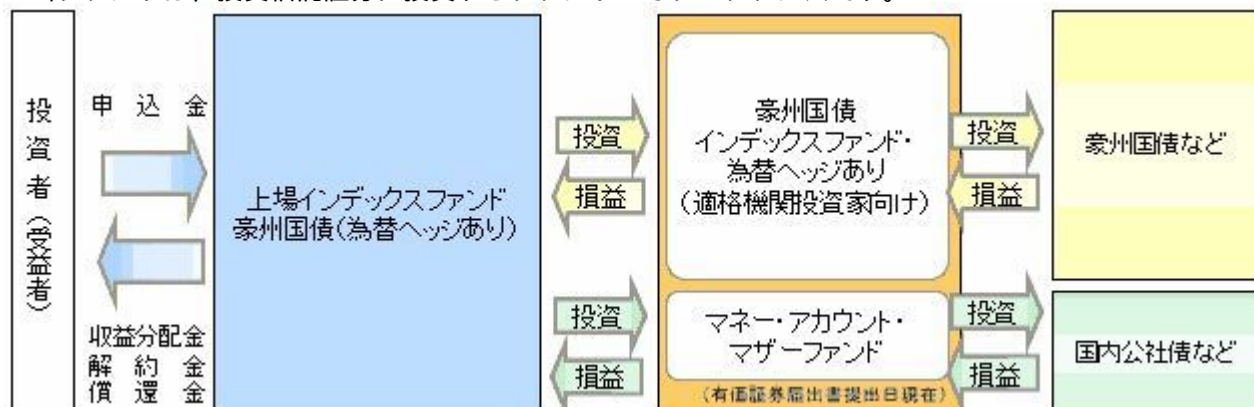 投資者(受益者)
申込金
収益分配金
解約金
償還金
上場インデックスファンド
豪州国債(為替ヘッジあり)
投資
損益
投資
損益
豪州国債
インデックスファンド・
為替ヘッジあり
(適格機関投資家向け)
マネー・アカウント・
マザーファンド
(有価証券届出書提出日現在)
投資
損益
投資
損益
豪州国債など
国内公社債など